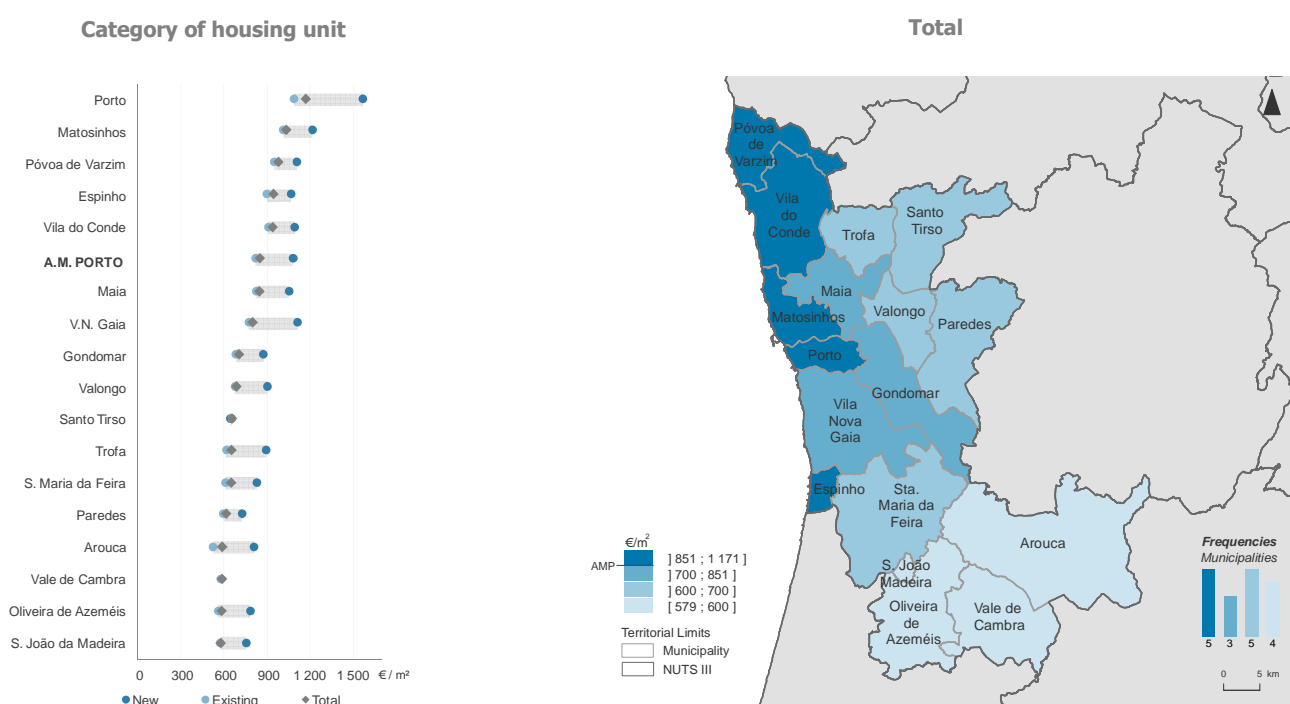 Category of housing unit
Porto
Matosinhos
Póvoa de Varzim
Espinho
Vila do Conde
A.M. PORTO
Maia
V.N. Gaia
Gondomar
Valongo
Santo Tirso
Trofa
S. Maria da Feira
Paredes
Arouca
Vale de Cambra
Oliveira de Azeméis
S. João da Madeira
0 300 600 900 1 200 1 500 € / m²
New Existing Total
Total
Póvoa
de
Varzim
Vila
do
Conde
Trofa
Santo
Tirso
Maia
Matosinhos
Valongo
Paredes
Porto
Gondomar
Vila
Nova
Gaia
Espinho
Sta.
Maria da
Feira
Arouca
S. João
Madeira
Oliveira
de
Azeméis
Vale de
Cambra
€/m²
AMP
] 851 ; 1 171 ]
] 700 ; 851 ]
] 600 ; 700 ]
[ 579 ; 600 ]
Territorial Limits
Municipality
NUTS III
Frequencies
Municipalities
5 3 5 4
0 5 km